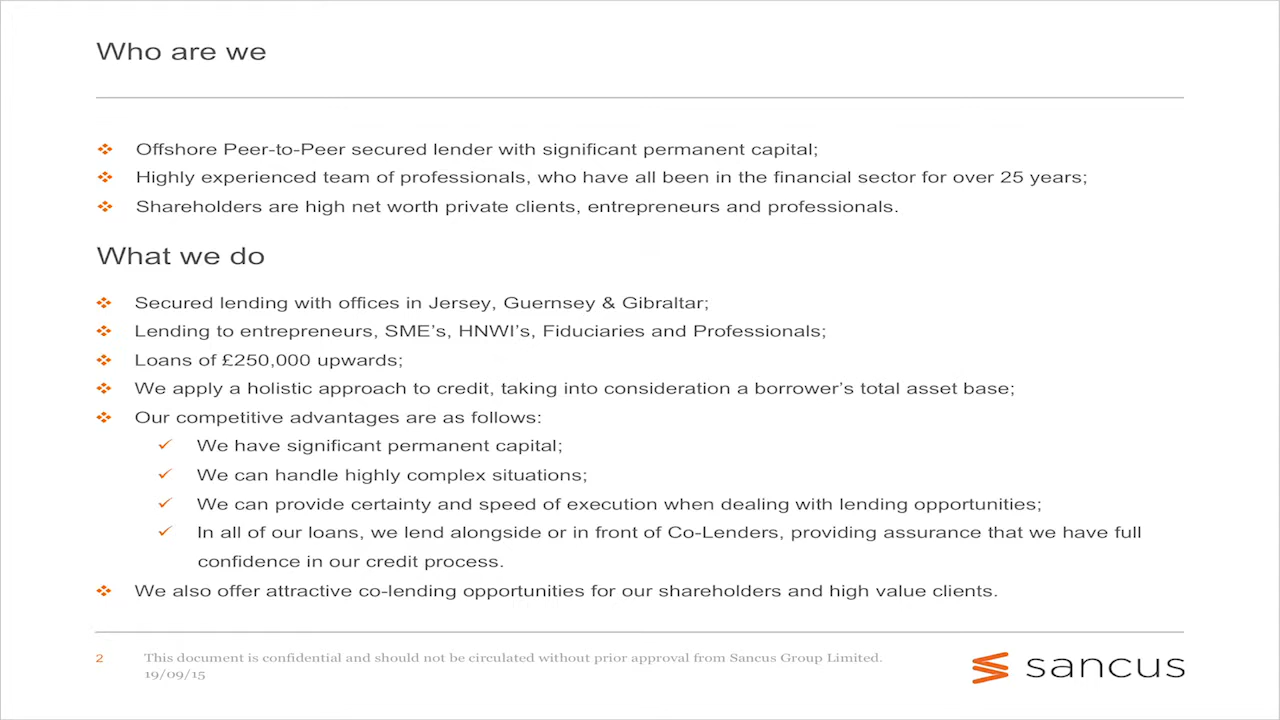 Who are we
Offshore Peer-to-Peer secured lender with significant permanent capital;
Highly experienced team of professionals, who have all been in the financial sector for over 25 years;
Shareholders are high net worth private clients, entrepreneurs and professionals.
What we do
Secured lending with offices in Jersey, Guernsey & Gibraltar;
Lending to entrepreneurs, SME’s, HNWI’s, Fiduciaries and Professionals;
Loans of £250,000 upwards;
We apply a holistic approach to credit, taking into consideration a borrower’s total asset base;
Our competitive advantages are as follows:
We have significant permanent capital;
We can handle highly complex situations;
We can provide certainty and speed of execution when dealing with lending opportunities;
In all of our loans, we lend alongside or in front of Co-Lenders, providing assurance that we have full
confidence in our credit process.
We also offer attractive co-lending opportunities for our shareholders and high value clients.
2 This document is confidential and should not be circulated without prior approval from Sancus Group Limited.
19/09/15
sancus